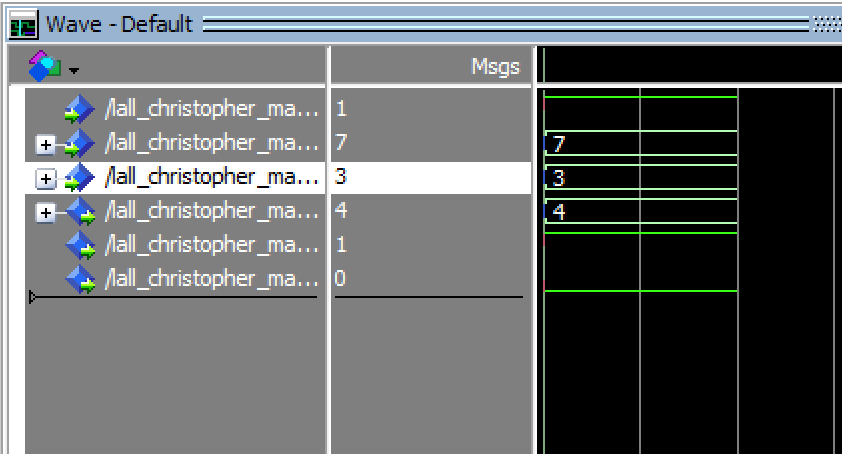 Wave - Default
Msgs
/lall_christopher_ma... 1
/lall_christopher_ma... 7 7
/lall_christopher_ma... 3 3
/lall_christopher_ma... 4 4
/lall_christopher_ma... 1
/lall_christopher_ma... 0